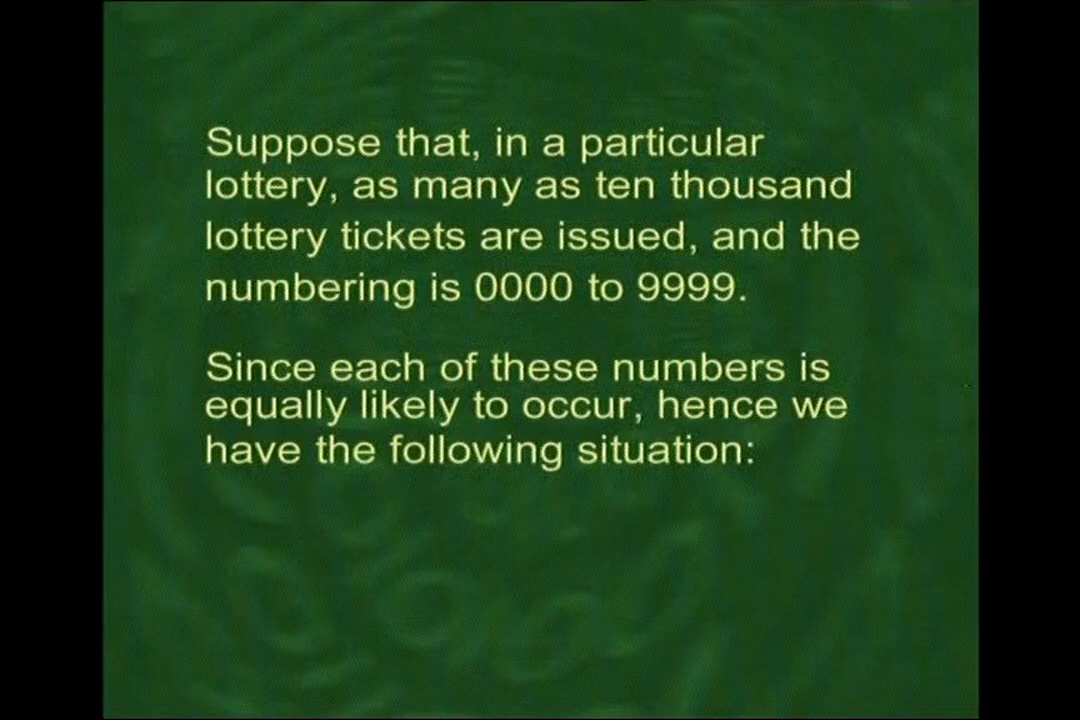 Suppose that, in a particular
lottery, as many as ten thousand
lottery tickets are issued, and the
numbering is 0000 to 9999.
Since each of these numbers is
equally likely to occur, hence we
have the following situation: